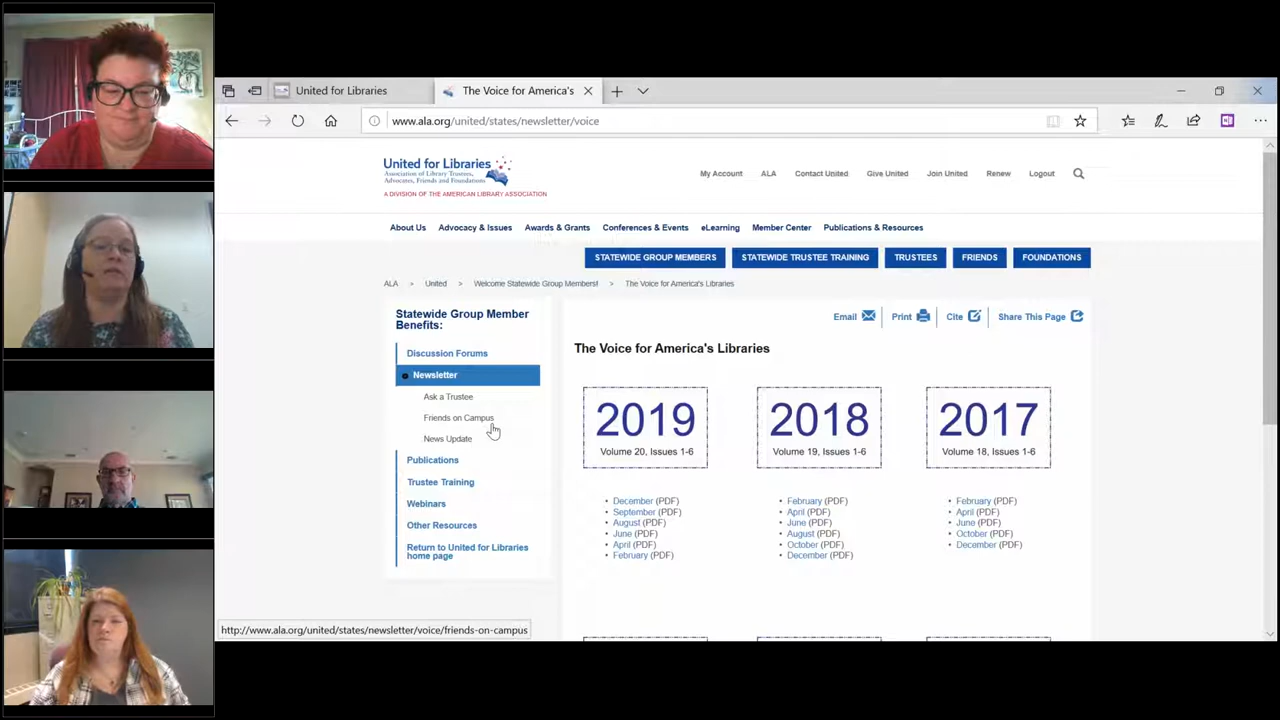 United for Libraries
The Voice for America's
www.ala.org/united/states/newsletter/voice
United for Libraries
Association of Library Trustees,
Advocates, Friends and Foundations
A DIVISION OF THE AMERICAN LIBRARY ASSOCIATION
My Account ALA Contact United Give United Join United Renew Logout
About Us Advocacy & Issues Awards & Grants Conferences & Events eLearning Member Center Publications & Resources
STATEWIDE GROUP MEMBERS STATEWIDE TRUSTEE TRAINING TRUSTEES FRIENDS FOUNDATIONS
ALA > United > Welcome Statewide Group Members! > The Voice for America's Libraries
Statewide Group Member
Benefits:
Discussion Forums
Newsletter
Ask a Trustee
Friends on Campus
News Update
Publications
Trustee Training
Webinars
Other Resources
Return to United for Libraries
home page
Email Print Cite Share This Page
The Voice for America's Libraries
2019
Volume 20, Issues 1-6
• December (PDF)
• September (PDF)
• August (PDF)
• June (PDF)
• April (PDF)
• February (PDF)
2018
Volume 19, Issues 1-6
• February (PDF)
• April (PDF)
• June (PDF)
• August (PDF)
• October (PDF)
• December (PDF)
2017
Volume 18, Issues 1-6
• February (PDF)
• April (PDF)
• June (PDF)
• October (PDF)
• December (PDF)
http://www.ala.org/united/states/newsletter/voice/friends-on-campus